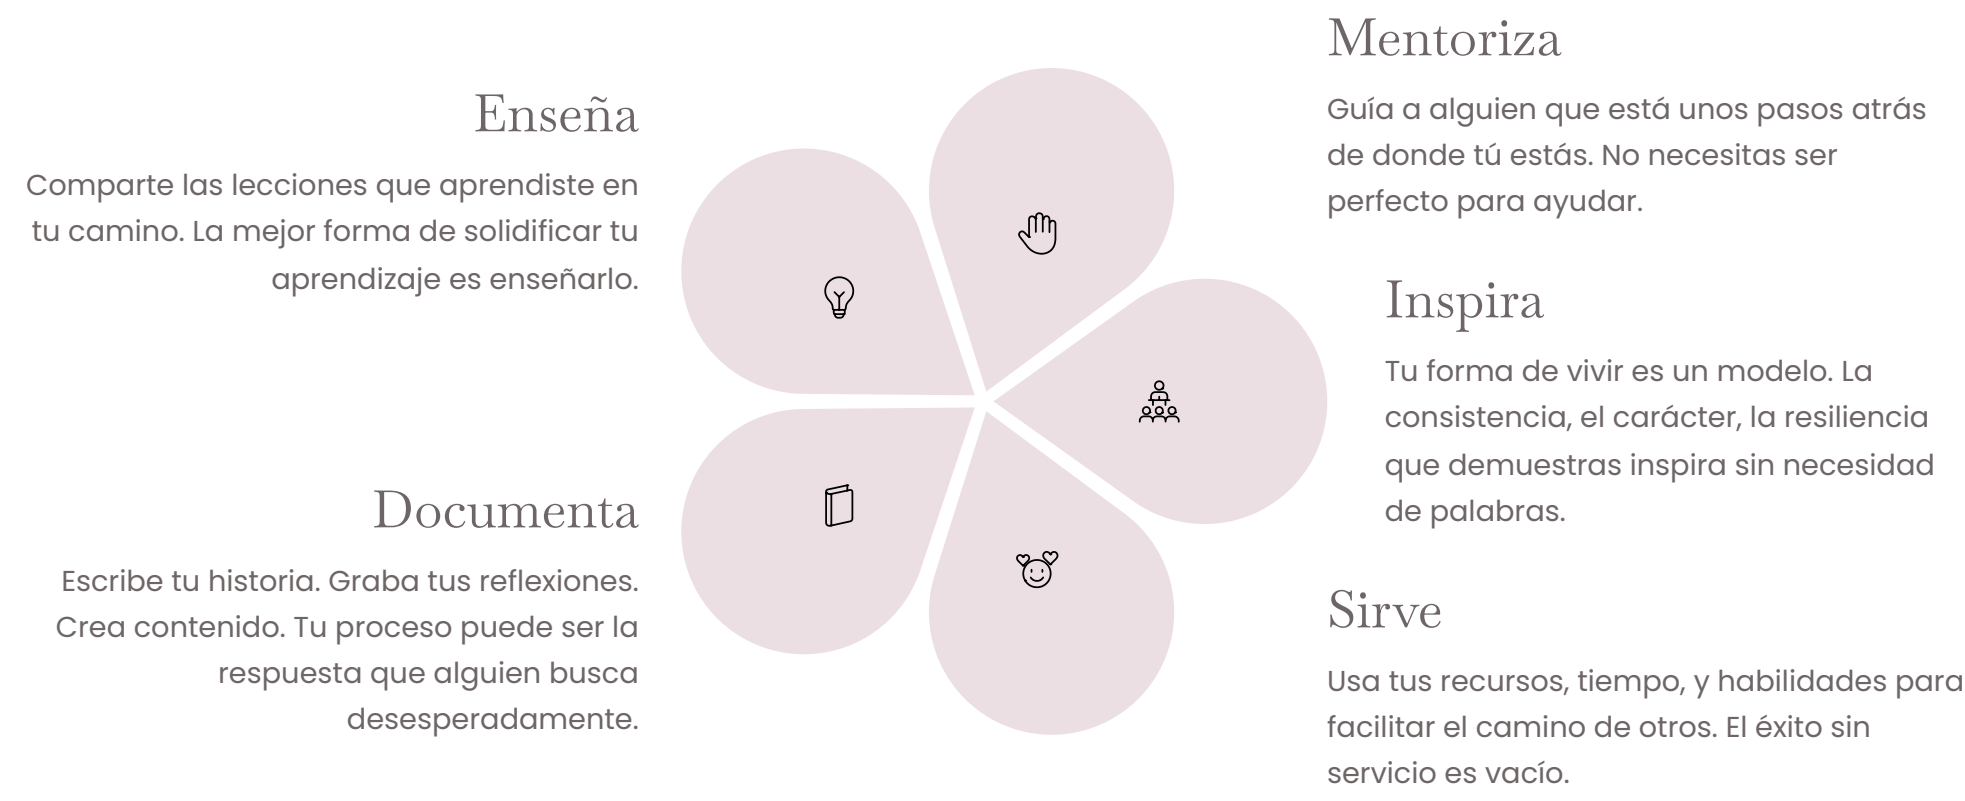 Enseña
Comparte las lecciones que aprendiste en
tu camino. La mejor forma de solidificar tu
aprendizaje es enseñarlo.
Mentoriza
Guía a alguien que está unos pasos atrás
de donde tú estás. No necesitas ser
perfecto para ayudar.
Inspira
Tu forma de vivir es un modelo. La
consistencia, el carácter, la resiliencia
que demuestras inspira sin necesidad
de palabras.
Sirve
Usa tus recursos, tiempo, y habilidades para
facilitar el camino de otros. El éxito sin
servicio es vacío.
Documenta
Escribe tu historia. Graba tus reflexiones.
Crea contenido. Tu proceso puede ser la
respuesta que alguien busca
desesperadamente.